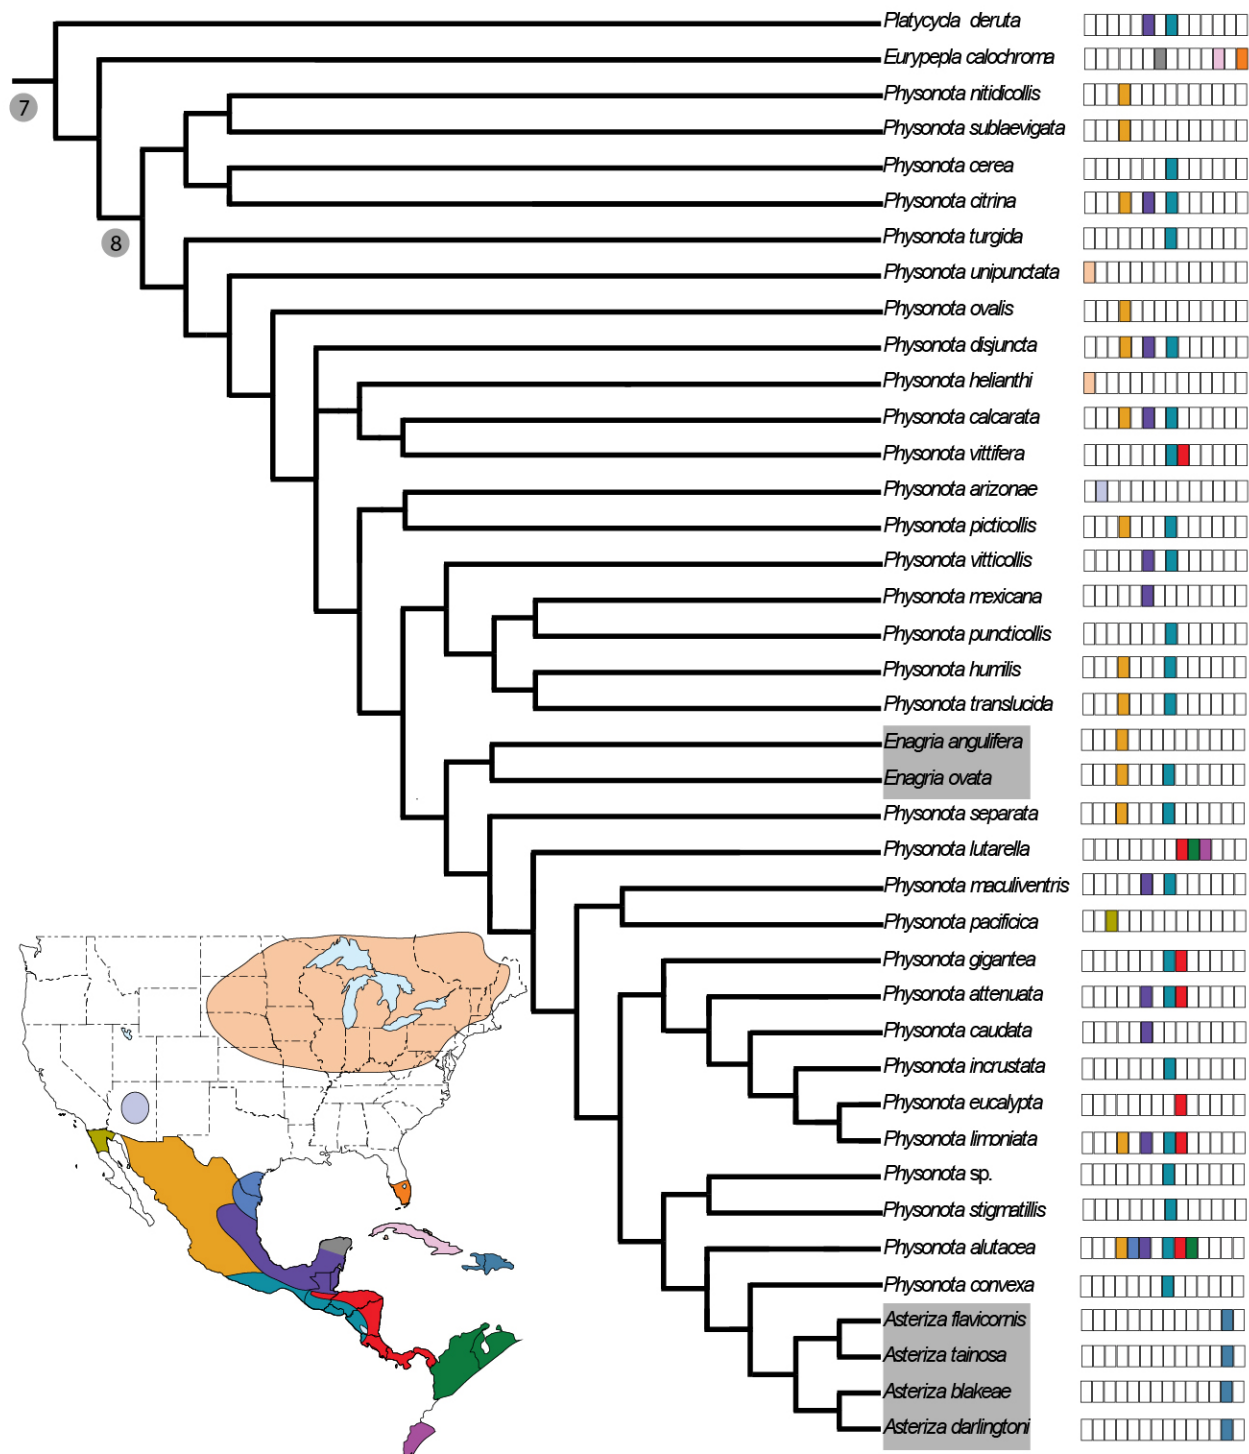 Platycycla deruta
Eurypepla calochroma
7
Physonota nitidicollis
Physonota sublaevigata
Physonota cerea
Physonota citrina
8
Physonota turgida
Physonota unipunctata
Physonota ovalis
Physonota disjuncta
Physonota helianthi
Physonota calcarata
Physonota vittifera
Physonota arizonae
Physonota picticollis
Physonota vitticollis
Physonota mexicana
Physonota puncticollis
Physonota humilis
Physonota translucida
Enagria angulifera
Enagria ovata
Physonota separata
Physonota lutarella
Physonota maculiventris
Physonota pacificica
Physonota gigantea
Physonota attenuata
Physonota caudata
Physonota incrustata
Physonota eucalypta
Physonota limoniata
Physonota sp.
Physonota stigmatillis
Physonota alutacea
Physonota convexa
Asteriza flavicornis
Asteriza tainosa
Asteriza blakeae
Asteriza darlingtoni